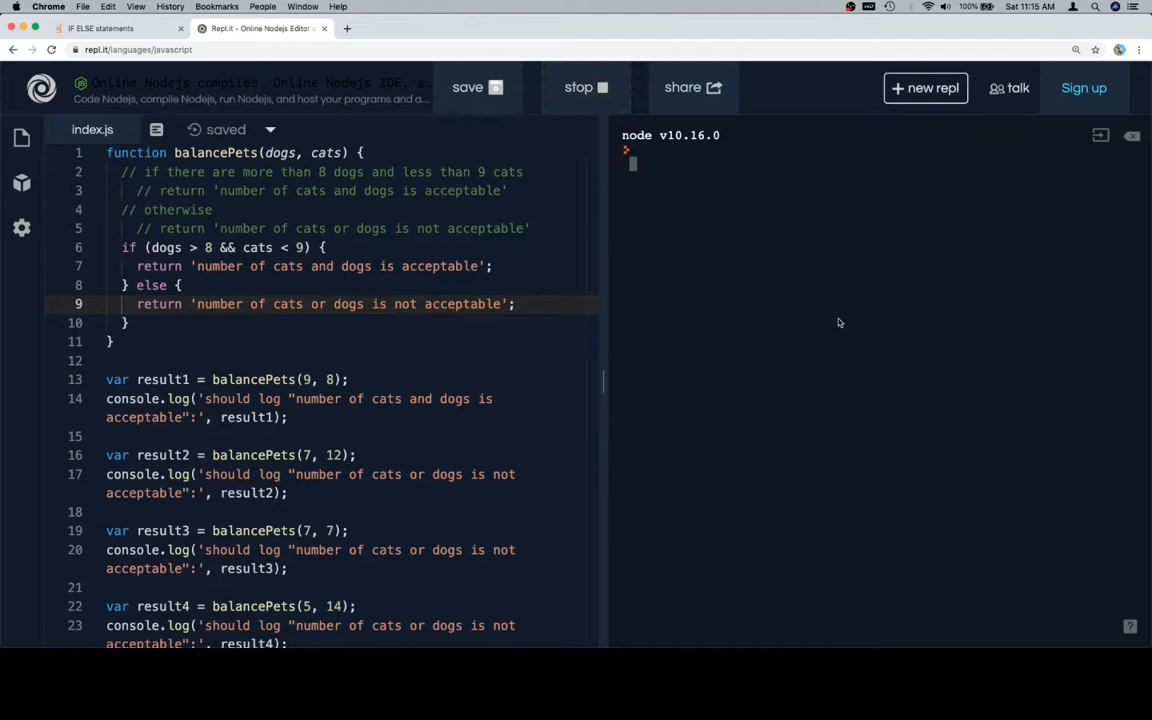 Chrome File Edit View History Bookmarks People Window Help 100% Sat 11:15 AM
IF ELSE statements Repl.it - Online Nodejs Editor
repl.it/languages/javascript
Online Nodejs compiler, Online Nodejs IDE, a...
Code Nodejs, compile Nodejs, run Nodejs, and host your programs and a...
save stop share + new repl talk Sign up
index.js saved
node v10.16.0
1 function balancePets(dogs, cats) {
2 // if there are more than 8 dogs and less than 9 cats
3 // return 'number of cats and dogs is acceptable'
4 // otherwise
5 // return 'number of cats or dogs is not acceptable'
6 if (dogs > 8 && cats < 9) {
7 return 'number of cats and dogs is acceptable';
8 } else {
9 return 'number of cats or dogs is not acceptable';
10 }
11 }
12
13 var result1 = balancePets(9, 8);
14 console.log('should log "number of cats and dogs is
acceptable":', result1);
15
16 var result2 = balancePets(7, 12);
17 console.log('should log "number of cats or dogs is not
acceptable":', result2);
18
19 var result3 = balancePets(7, 7);
20 console.log('should log "number of cats or dogs is not
acceptable":', result3);
21
22 var result4 = balancePets(5, 14);
23 console.log('should log "number of cats or dogs is not
acceptable":', result4);